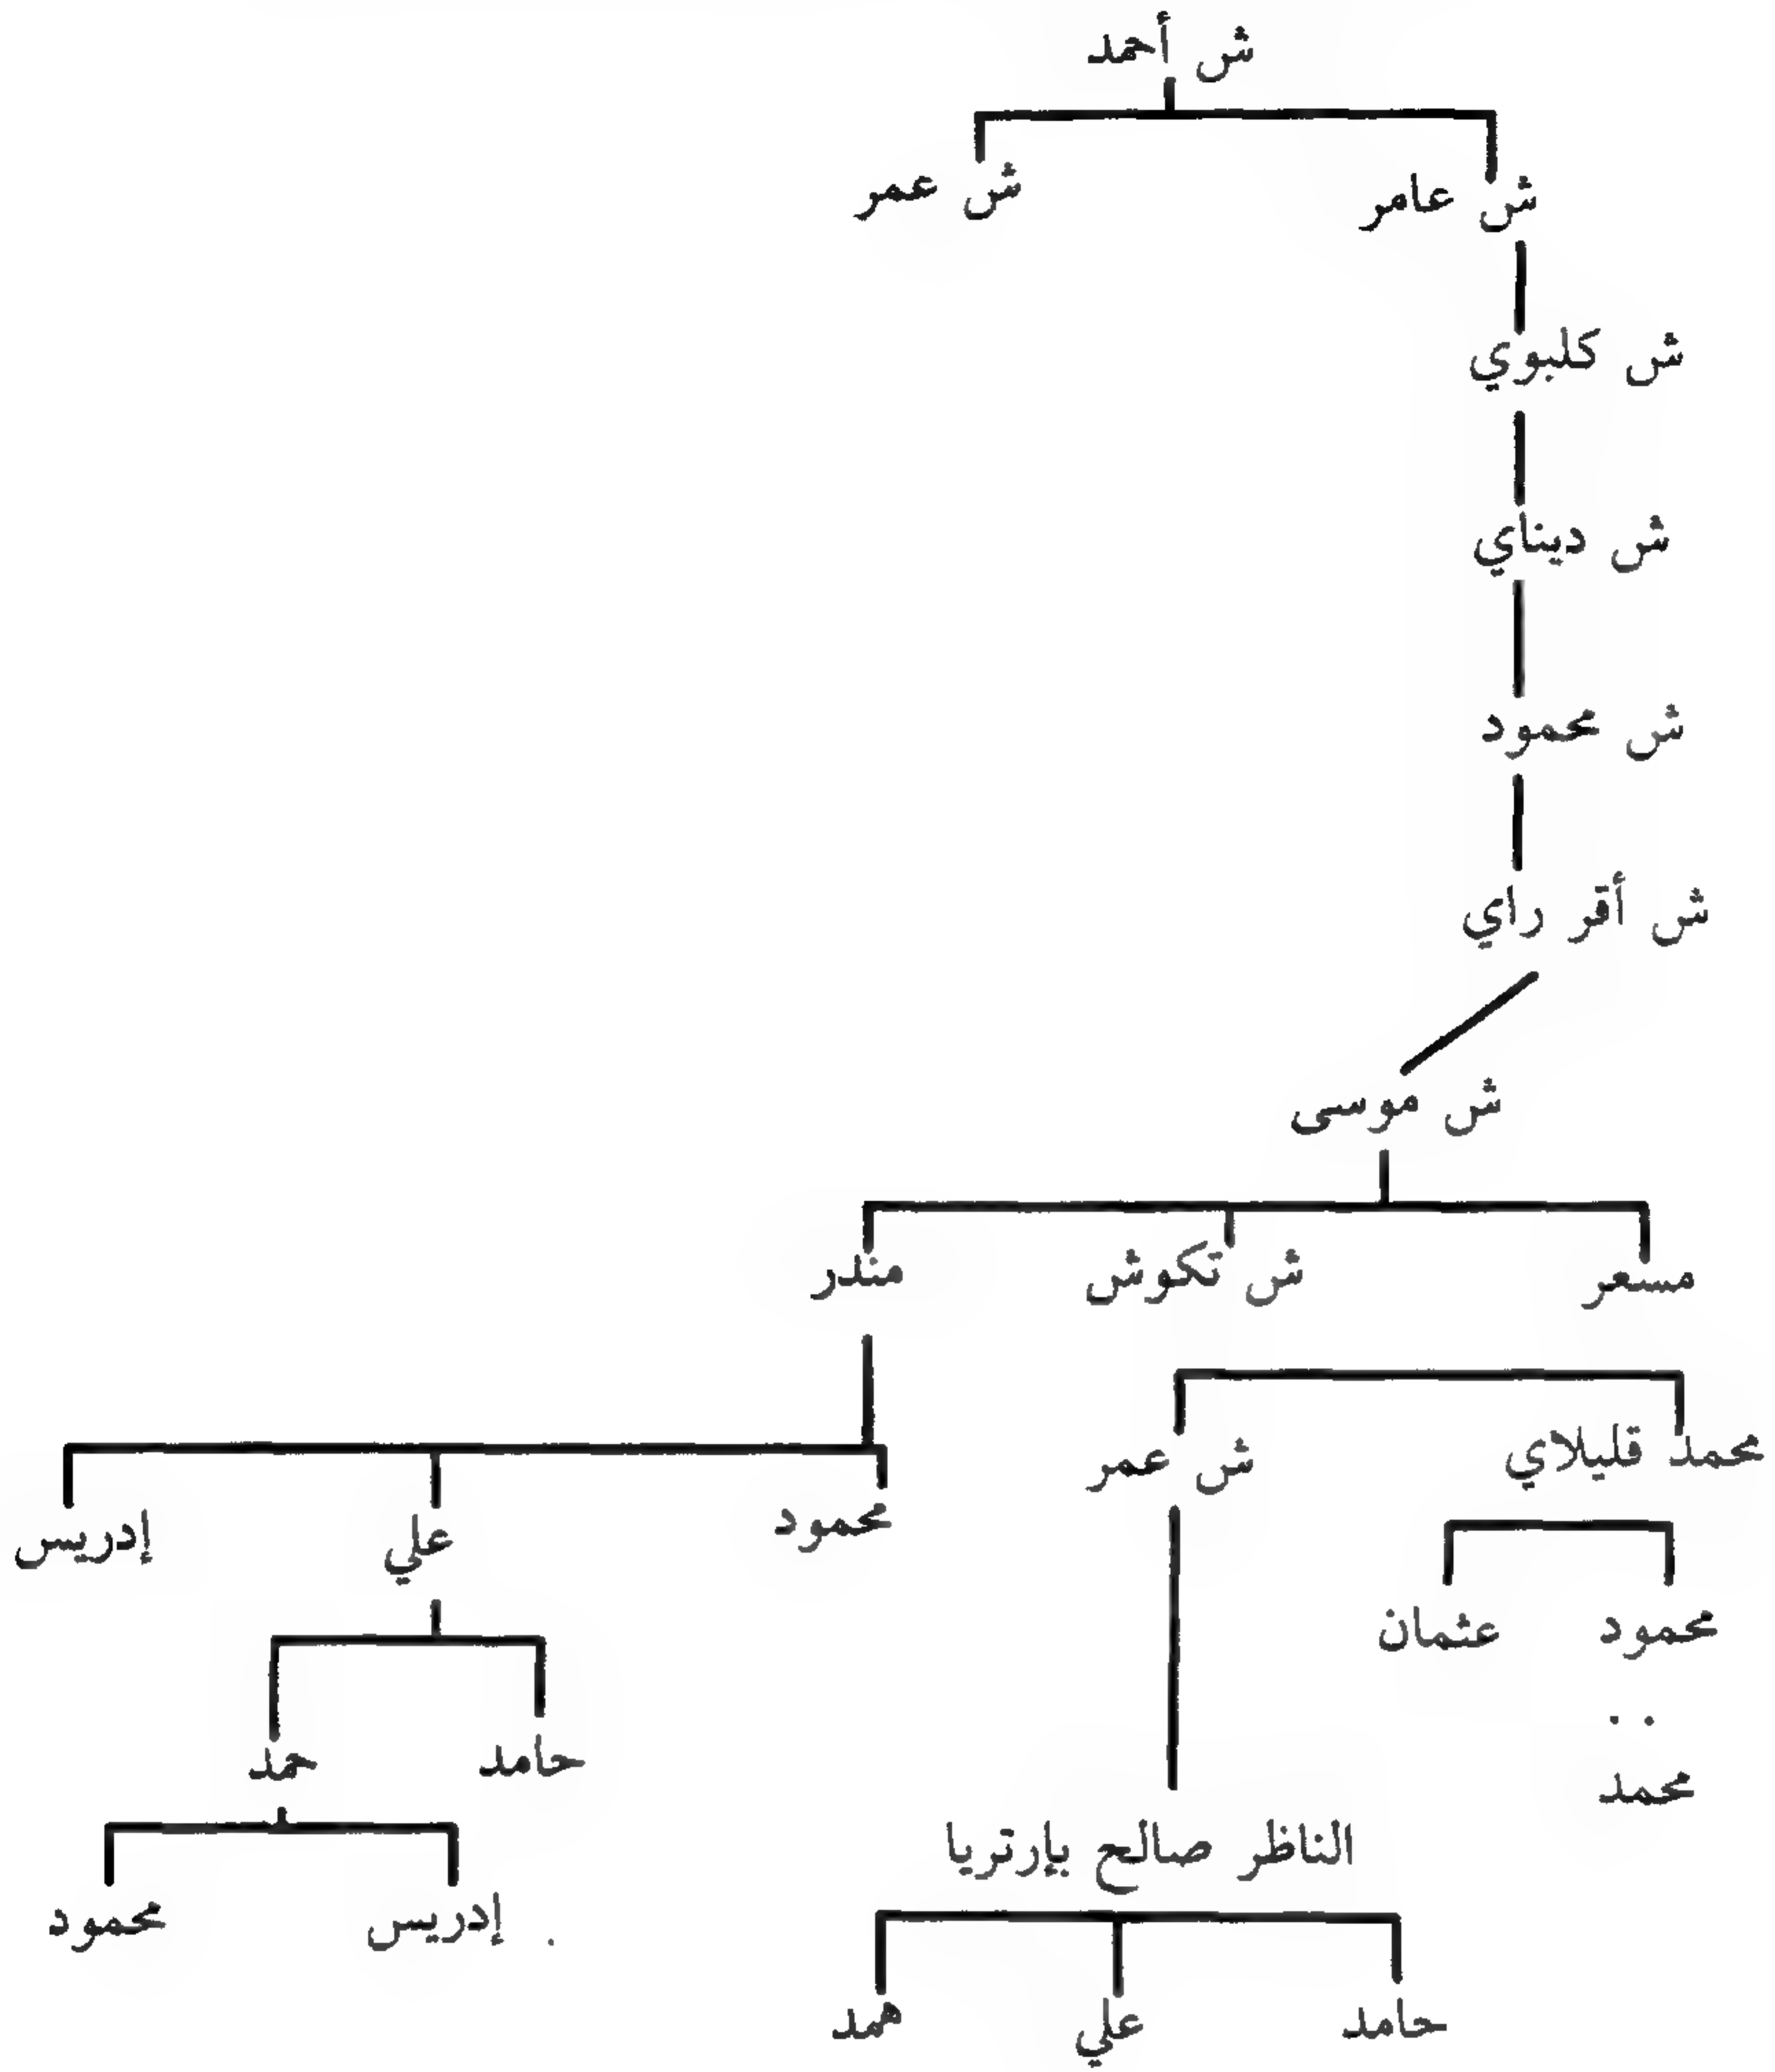 ش أحمد
ش عامر
ش عمر
ش كلبوي
ش ديناي
ش محمود
ش أقر راي
ش موسى
مسعر
ش تكوش
منذر
محمد قليلاي
ش عمر
محمود
علي
إدريس
محمود
عثمان
..
محمد
حامد
حمد
الناظر صالح بإرتريا
إدريس
محمود
حامد
علي
همد